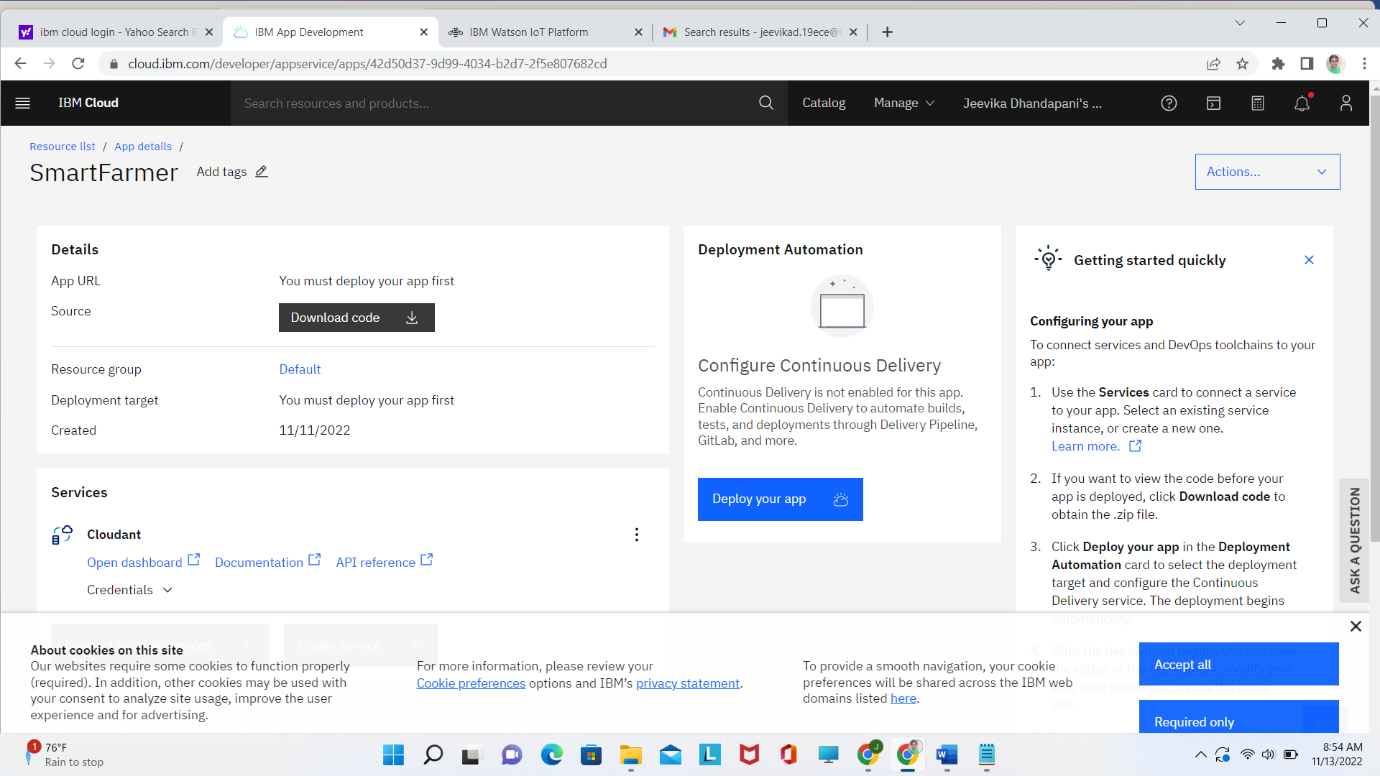 ibm cloud login - Yahoo Search R
IBM App Development
IBM Watson IoT Platform
Search results - jeevikad.19ece@
cloud.ibm.com/developer/appservice/apps/42d50d37-9d99-4034-b2d7-2f5e807682cd
IBM Cloud
Search resources and products...
Catalog
Manage
Jeevika Dhandapani's ...
Resource list / App details /
SmartFarmer
Add tags
Actions...
Details
App URL You must deploy your app first
Source Download code
Resource group Default
Deployment target You must deploy your app first
Created 11/11/2022
Services
Cloudant
Open dashboard Documentation API reference
Credentials
Create service
Deployment Automation
Configure Continuous Delivery
Continuous Delivery is not enabled for this app.
Enable Continuous Delivery to automate builds,
tests, and deployments through Delivery Pipeline,
GitLab, and more.
Deploy your app
Getting started quickly
Configuring your app
To connect services and DevOps toolchains to your
app:
1. Use the Services card to connect a service
to your app. Select an existing service
instance, or create a new one.
Learn more.
2. If you want to view the code before your
app is deployed, click Download code to
obtain the .zip file.
3. Click Deploy your app in the Deployment
Automation card to select the deployment
target and configure the Continuous
Delivery service. The deployment begins
automatically.
ASK A QUESTION
About cookies on this site
Our websites require some cookies to function properly
(required). In addition, other cookies may be used with
your consent to analyze site usage, improve the user
experience and for advertising.
For more information, please review your
Cookie preferences options and IBM's privacy statement.
To provide a smooth navigation, your cookie
preferences will be shared across the IBM web
domains listed here.
Accept all
Required only
1
76°F
Rain to stop
8:54 AM
11/13/2022